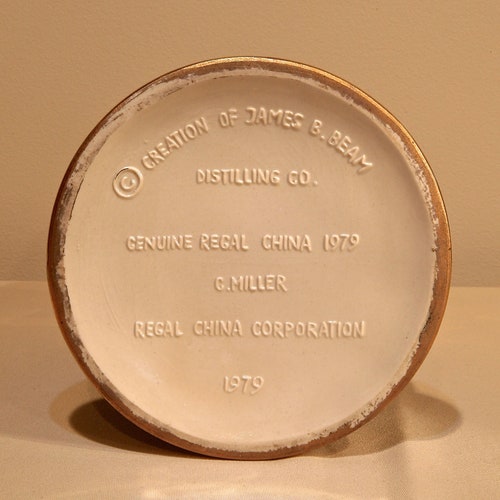 © CREATION OF JAMES B. BEAM
DISTILLING CO.
GENUINE REGAL CHINA 1979
C. MILLER
REGAL CHINA CORPORATION
1979